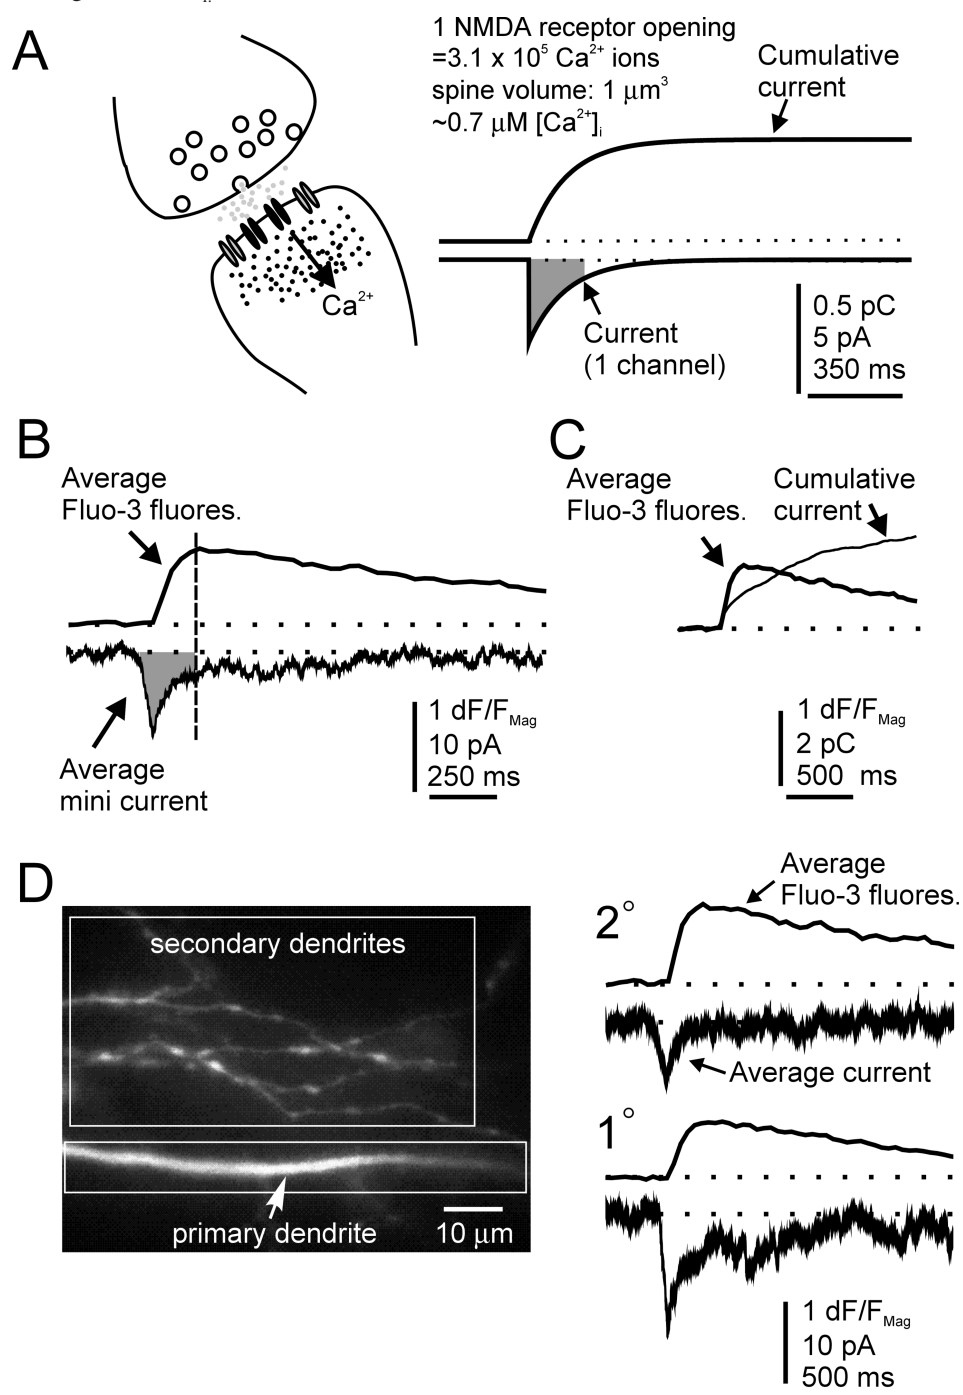 A
1 NMDA receptor opening
=3.1 x 10⁵ Ca²⁺ ions
spine volume: 1 μm³
~0.7 μM [Ca²⁺]ᵢ
Cumulative
current
Ca²⁺
Current
(1 channel)
0.5 pC
5 pA
350 ms
B
Average
Fluo-3 fluores.
1 dF/F Mag
10 pA
250 ms
Average
mini current
C
Average
Fluo-3 fluores.
Cumulative
current
1 dF/F Mag
2 pC
500 ms
D
secondary dendrites
primary dendrite
10 μm
2°
Average
Fluo-3 fluores.
Average current
1°
1 dF/F Mag
10 pA
500 ms